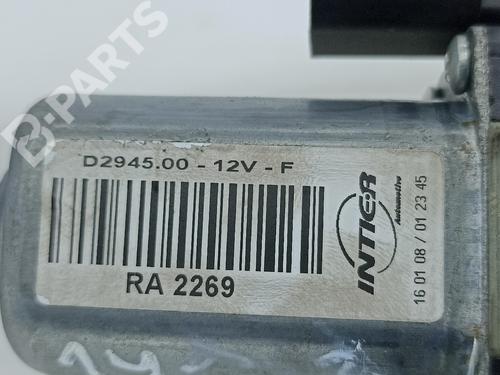 B-PARTS
D2945.00 - 12V - F
RA 2269
INTIER
Automotive
16 01 08 / 01 23 45